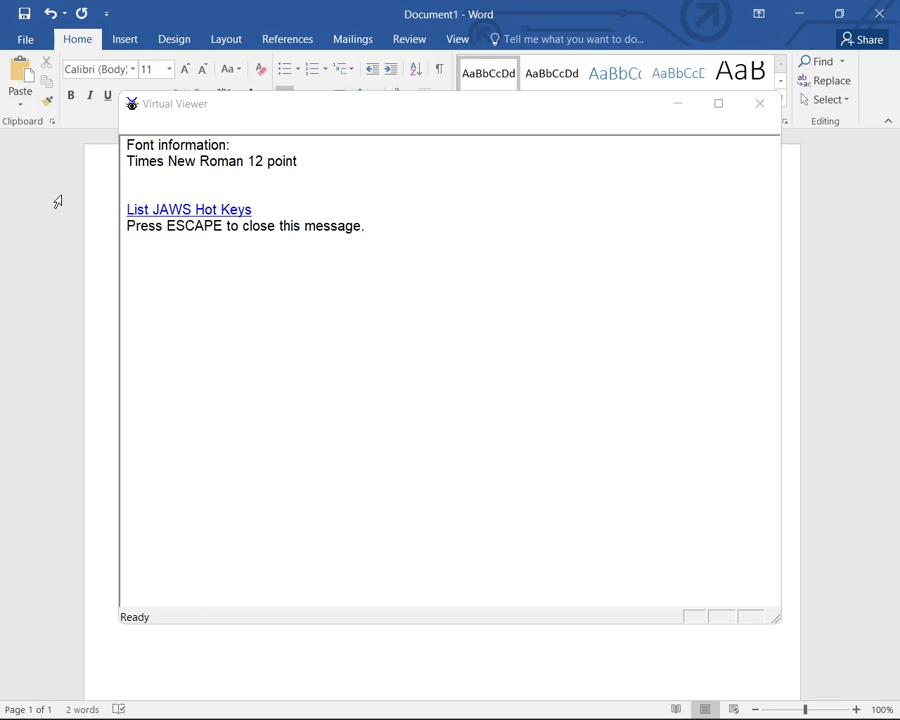 Document1 - Word
File Home Insert Design Layout References Mailings Review View Tell me what you want to do... Share
Paste
Calibri (Body) 11
Aa
B I U
AaBbCcDd AaBbCcDd AaBbCc AaBbCcD AaB
Find
Replace
Select
Clipboard
Editing
Virtual Viewer
Font information:
Times New Roman 12 point
List JAWS Hot Keys
Press ESCAPE to close this message.
Ready
Page 1 of 1 2 words 100%